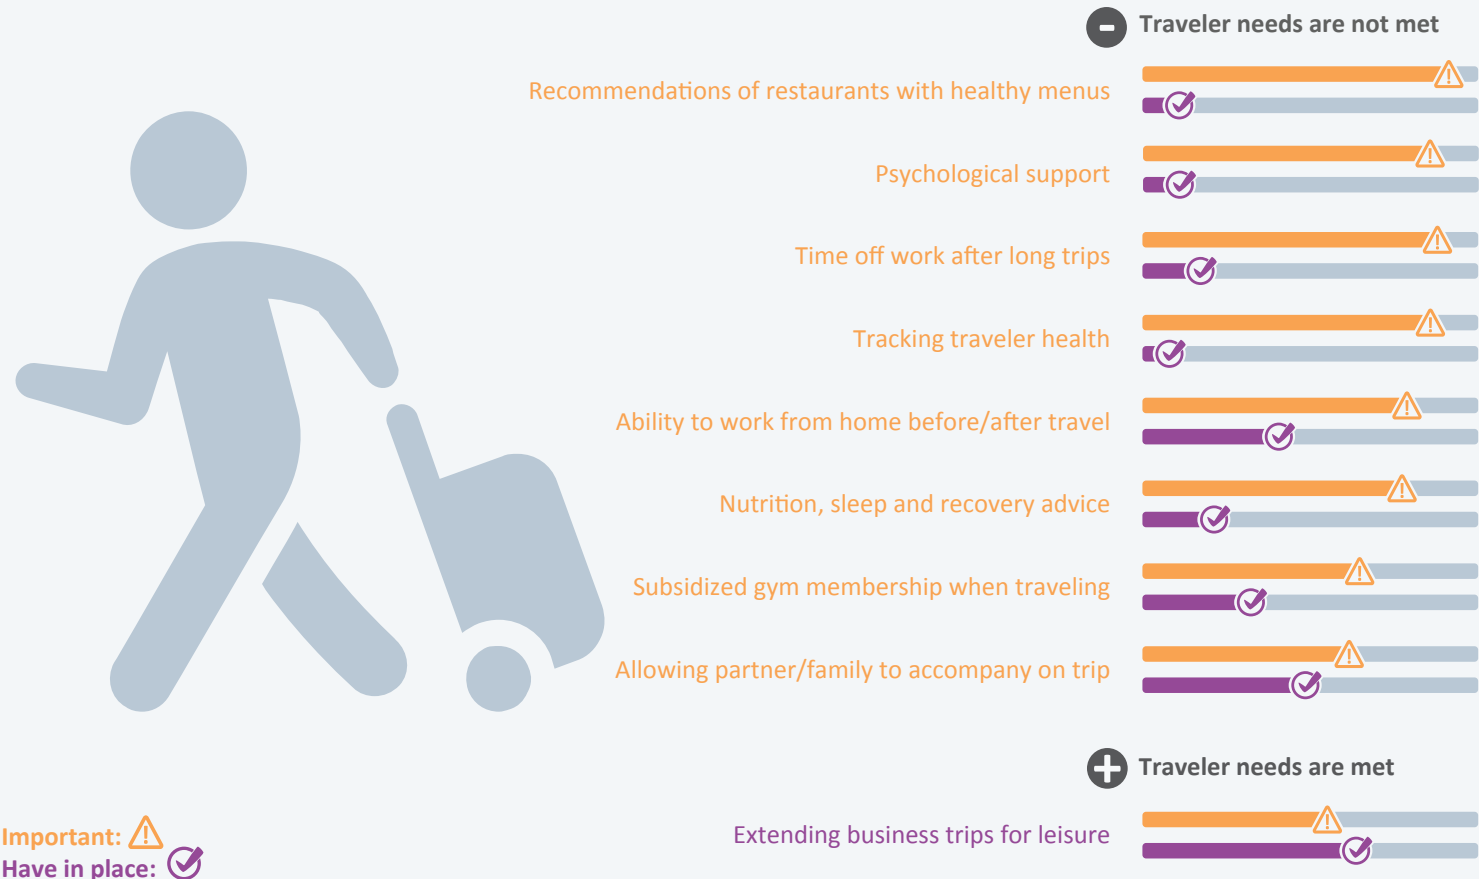 Traveler needs are not met
Recommendations of restaurants with healthy menus
Psychological support
Time off work after long trips
Tracking traveler health
Ability to work from home before/after travel
Nutrition, sleep and recovery advice
Subsidized gym membership when traveling
Allowing partner/family to accompany on trip
Traveler needs are met
Extending business trips for leisure
Important:
Have in place: